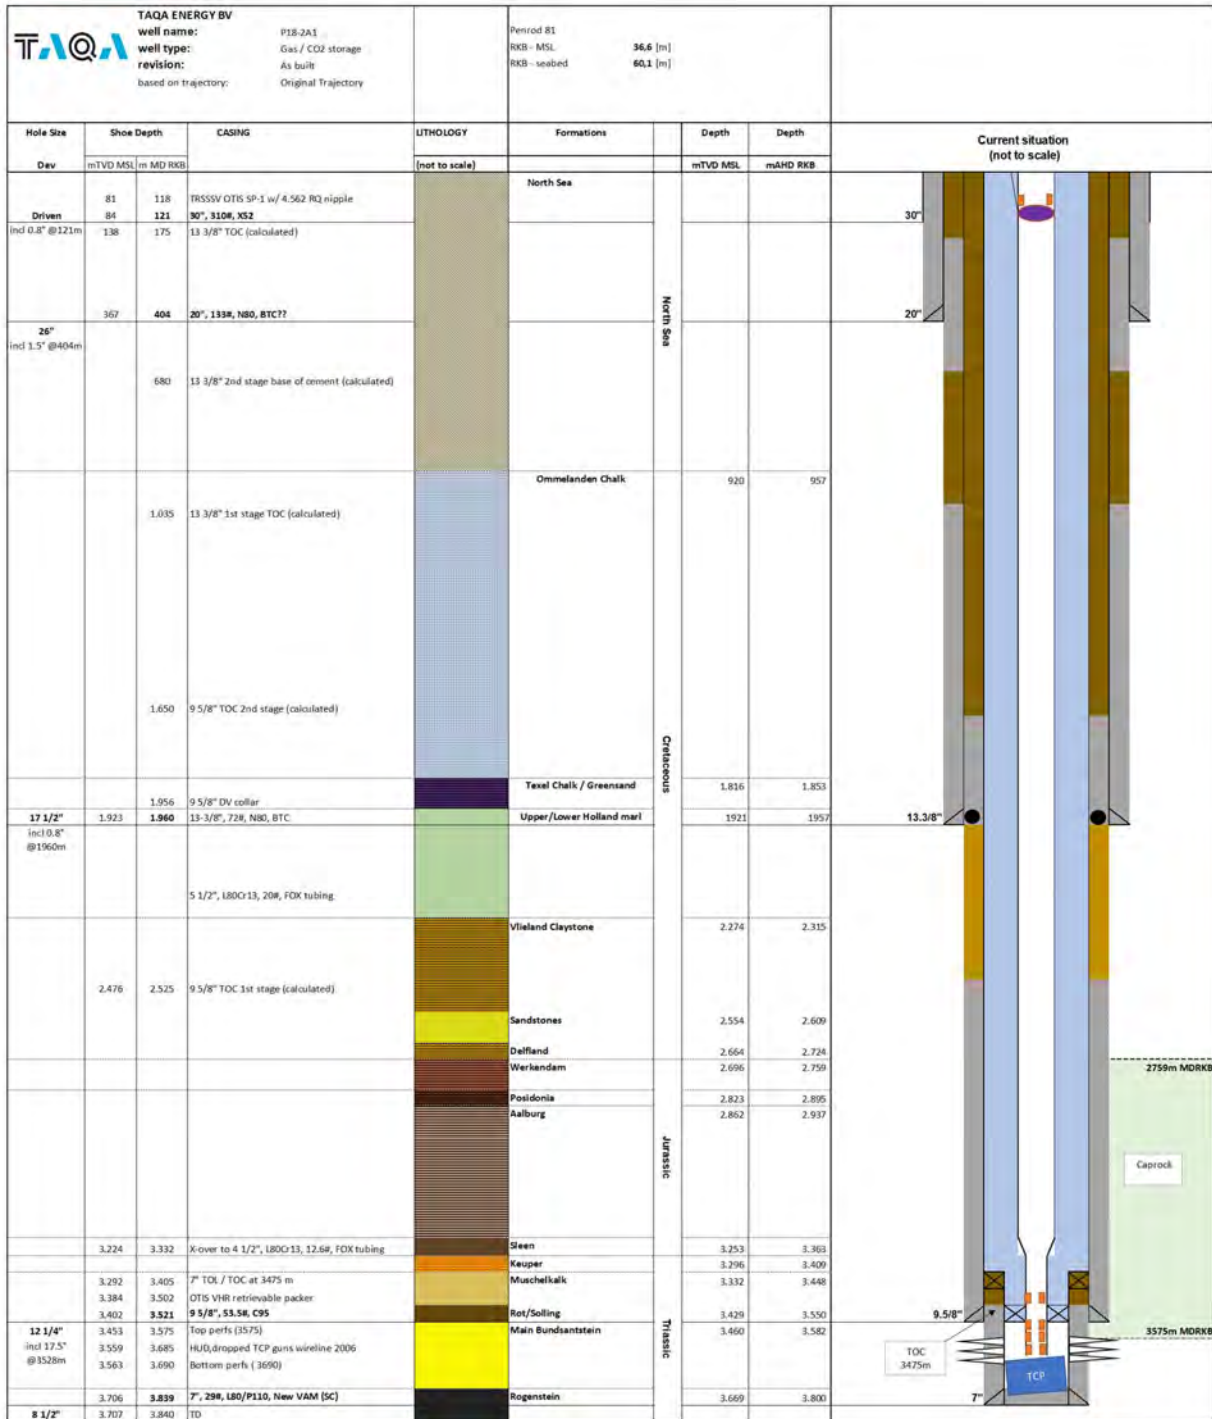 TAQA
TAQA ENERGY BV
well name: P18-2A1
well type: Gas / CO2 storage
revision: As built
based on trajectory: Original Trajectory
Penrod 81
RKB - MSL 36,6 [m]
RKB - seabed 60,1 [m]
Hole Size Shoe Depth CASING LITHOLOGY Formations Depth Depth Current situation
(not to scale)
Dev mTVD MSL m MD RKB (not to scale) mTVD MSL mAHD RKB
North Sea
81 118 TRSSSV OTIS SP-1 w/ 4.562 RQ nipple
Driven 84 121 30", 310#, X52 30"
incl 0.8° @121m 138 175 13 3/8" TOC (calculated)
North Sea
367 404 20", 133#, N80, BTC?? 20"
26"
incl 1.5° @404m
680 13 3/8" 2nd stage base of cement (calculated)
Ommelanden Chalk 920 957
1.035 13 3/8" 1st stage TOC (calculated)
1.650 9 5/8" TOC 2nd stage (calculated)
Cretaceous
Texel Chalk / Greensand 1.816 1.853
1.956 9 5/8" DV collar
17 1/2" 1.923 1.960 13-3/8", 72#, N80, BTC Upper/Lower Holland marl 1921 1957 13.3/8"
incl 0.8°
@1960m
5 1/2", L80Cr13, 20#, FOX tubing
Vlieland Claystone 2.274 2.315
2.476 2.525 9 5/8" TOC 1st stage (calculated)
Sandstones 2.554 2.609
Delfland 2.664 2.724
Werkendam 2.696 2.759 2759m MDRKB
Posidonia 2.823 2.895
Aalburg 2.862 2.937
Jurassic
Caprock
3.224 3.332 X-over to 4 1/2", L80Cr13, 12.6#, FOX tubing Sleen 3.253 3.363
Keuper 3.296 3.409
3.292 3.405 7" TOL / TOC at 3475 m Muschelkalk 3.332 3.448
3.384 3.502 OTIS VHR retrievable packer
3.402 3.521 9 5/8", 53.5#, C95 Rot/Solling 3.429 3.550 9.5/8"
12 1/4" 3.453 3.575 Top perfs (3575) Main Bundsantstein 3.460 3.582 3575m MDRKB
Triassic
incl 17.5° 3.559 3.685 HUD,dropped TCP guns wireline 2006
@3528m 3.563 3.690 Bottom perfs ( 3690)
TOC
3475m
TCP
3.706 3.839 7", 29#, L80/P110, New VAM (SC) Rogenstein 3.669 3.800 7"
8 1/2" 3.707 3.840 TD